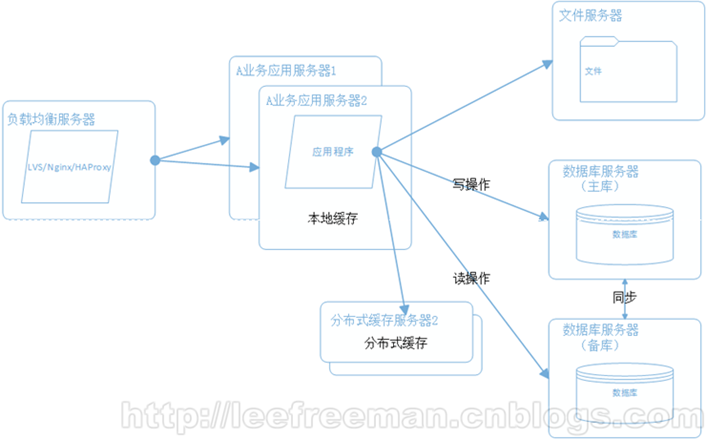 文件服务器
文件
A业务应用服务器1
A业务应用服务器2
应用程序
本地缓存
负载均衡服务器
LVS/Nginx/HAProxy
写操作
读操作
数据库服务器
（主库）
数据库
同步
数据库服务器
（备库）
数据库
分布式缓存服务器2
分布式缓存
http://leefreeman.cnblogs.com